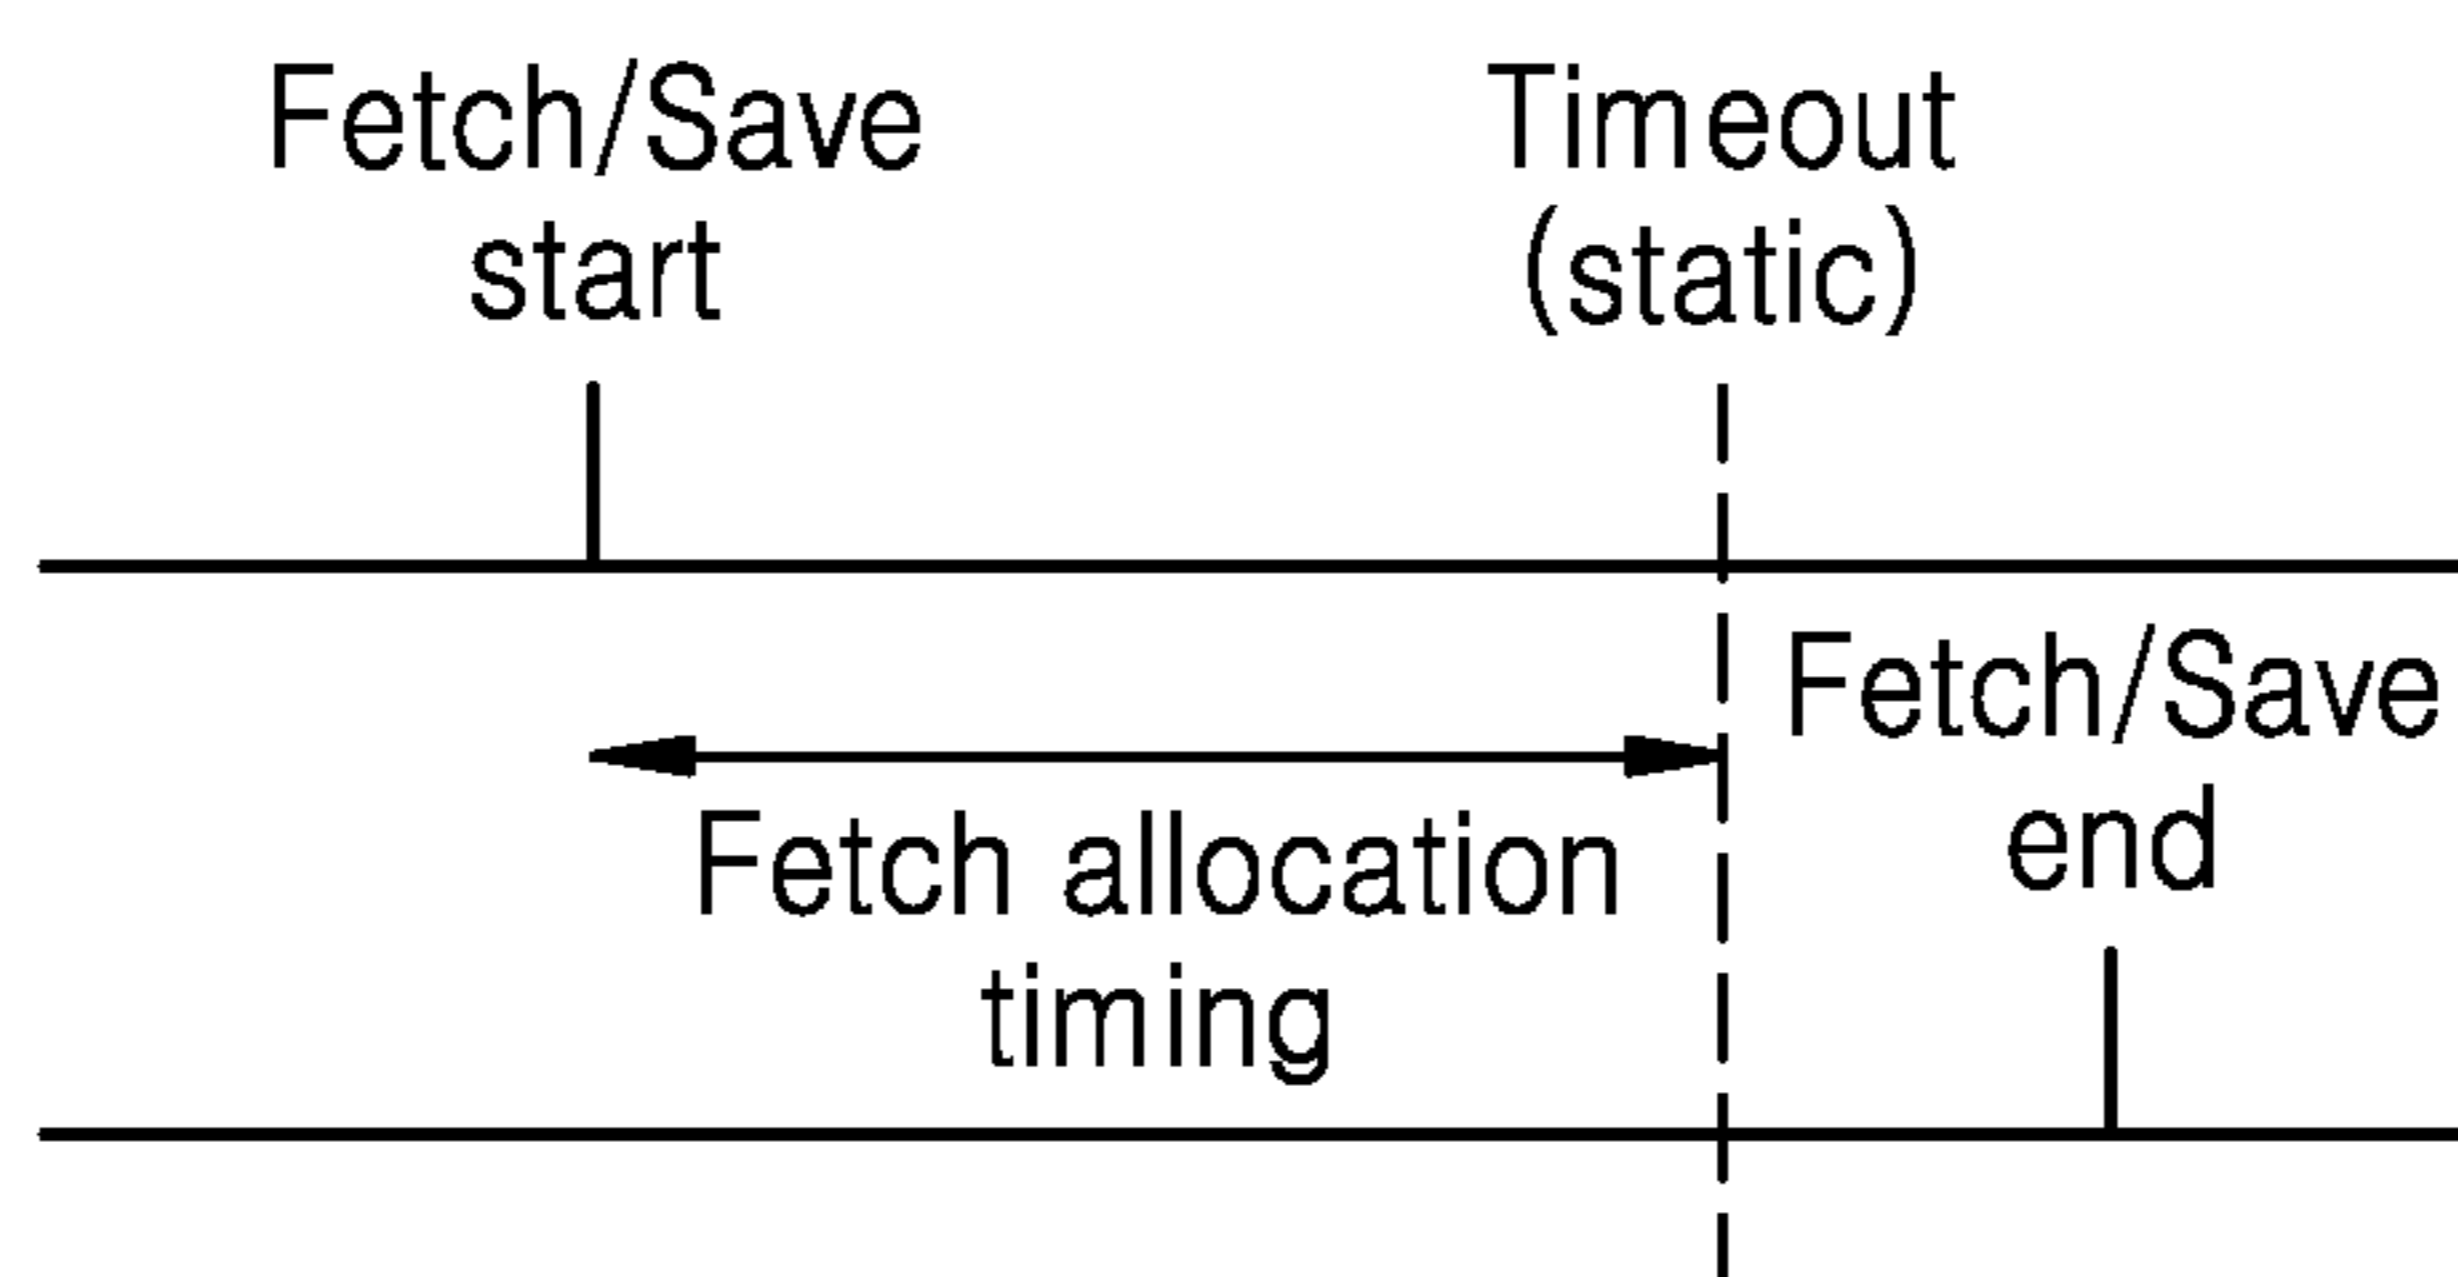 Fetch/Save
start
Timeout
(static)
Fetch/Save
end
Fetch allocation
timing